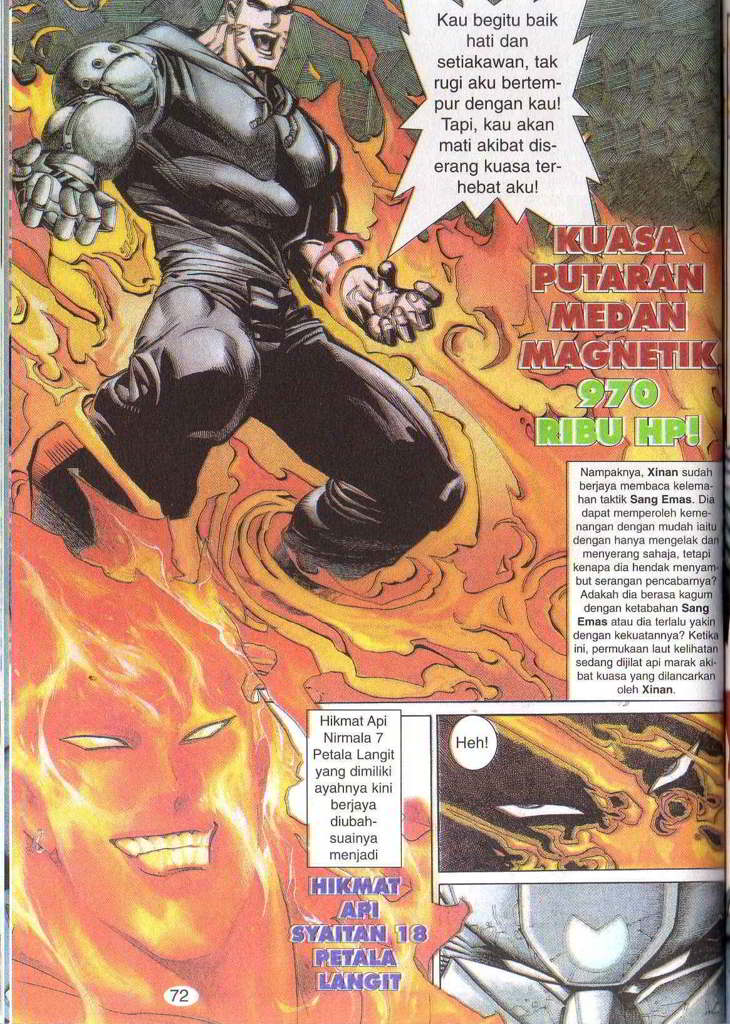 Kau begitu baik
hati dan
setiakawan, tak
rugi aku bertem-
pur dengan kau!
Tapi, kau akan
mati akibat dis-
erang kuasa ter-
hebat aku!
KUASA
PUTARAN
MEDAN
MAGNETIK
970
RIBU HP!
Nampaknya, Xinan sudah
berjaya membaca kelema-
han taktik Sang Emas. Dia
dapat memperoleh keme-
nangan dengan mudah iaitu
dengan hanya mengelak dan
menyerang sahaja, tetapi
kenapa dia hendak menyam-
but serangan pencabarnya?
Adakah dia berasa kagum
dengan ketabahan Sang
Emas atau dia terlalu yakin
dengan kekuatannya? Ketika
ini, permukaan laut kelihatan
sedang dijilat api marak aki-
bat kuasa yang dilancarkan
oleh Xinan.
Hikmat Api
Nirmala 7
Petala Langit
yang dimiliki
ayahnya kini
berjaya
diubah-
suainya
menjadi
HIKMAT
API
SYAITAN 18
PETALA
LANGIT
Heh!
72